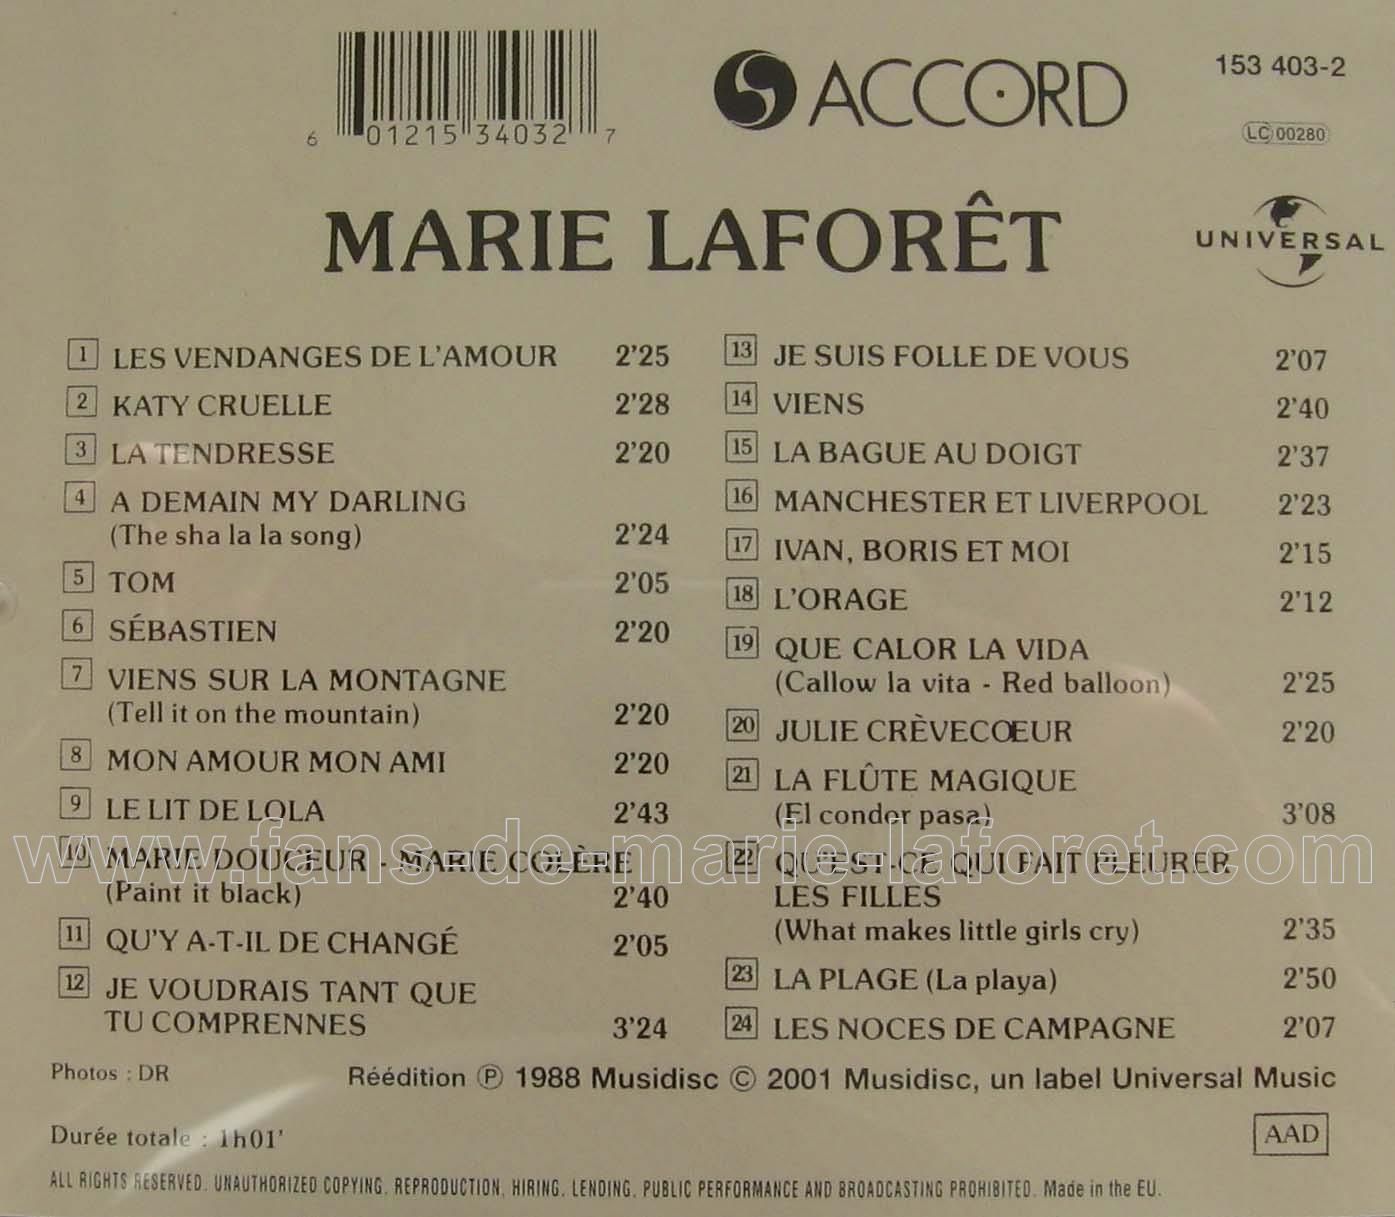 6 01215 34032 7
ACCORD
153 403-2
LC 00280
MARIE LAFORÊT
UNIVERSAL
1 LES VENDANGES DE L'AMOUR 2'25
2 KATY CRUELLE 2'28
3 LA TENDRESSE 2'20
4 A DEMAIN MY DARLING
(The sha la la song) 2'24
5 TOM 2'05
6 SÉBASTIEN 2'20
7 VIENS SUR LA MONTAGNE
(Tell it on the mountain) 2'20
8 MON AMOUR MON AMI 2'20
9 LE LIT DE LOLA 2'43
10 MARIE DOUCEUR - MARIE COLÈRE
(Paint it black) 2'40
11 QU'Y A-T-IL DE CHANGÉ 2'05
12 JE VOUDRAIS TANT QUE
TU COMPRENNES 3'24
13 JE SUIS FOLLE DE VOUS 2'07
14 VIENS 2'40
15 LA BAGUE AU DOIGT 2'37
16 MANCHESTER ET LIVERPOOL 2'23
17 IVAN, BORIS ET MOI 2'15
18 L'ORAGE 2'12
19 QUE CALOR LA VIDA
(Callow la vita - Red balloon) 2'25
20 JULIE CRÈVECŒUR 2'20
21 LA FLÛTE MAGIQUE
(El condor pasa) 3'08
22 QU'EST-CE QUI FAIT PLEURER
LES FILLES
(What makes little girls cry) 2'35
23 LA PLAGE (La playa) 2'50
24 LES NOCES DE CAMPAGNE 2'07
www.fans-de-marie-laforet.com
Photos : DR
Réédition ℗ 1988 Musidisc © 2001 Musidisc, un label Universal Music
Durée totale : 1h01'
AAD
ALL RIGHTS RESERVED. UNAUTHORIZED COPYING, REPRODUCTION, HIRING, LENDING, PUBLIC PERFORMANCE AND BROADCASTING PROHIBITED. Made in the EU.